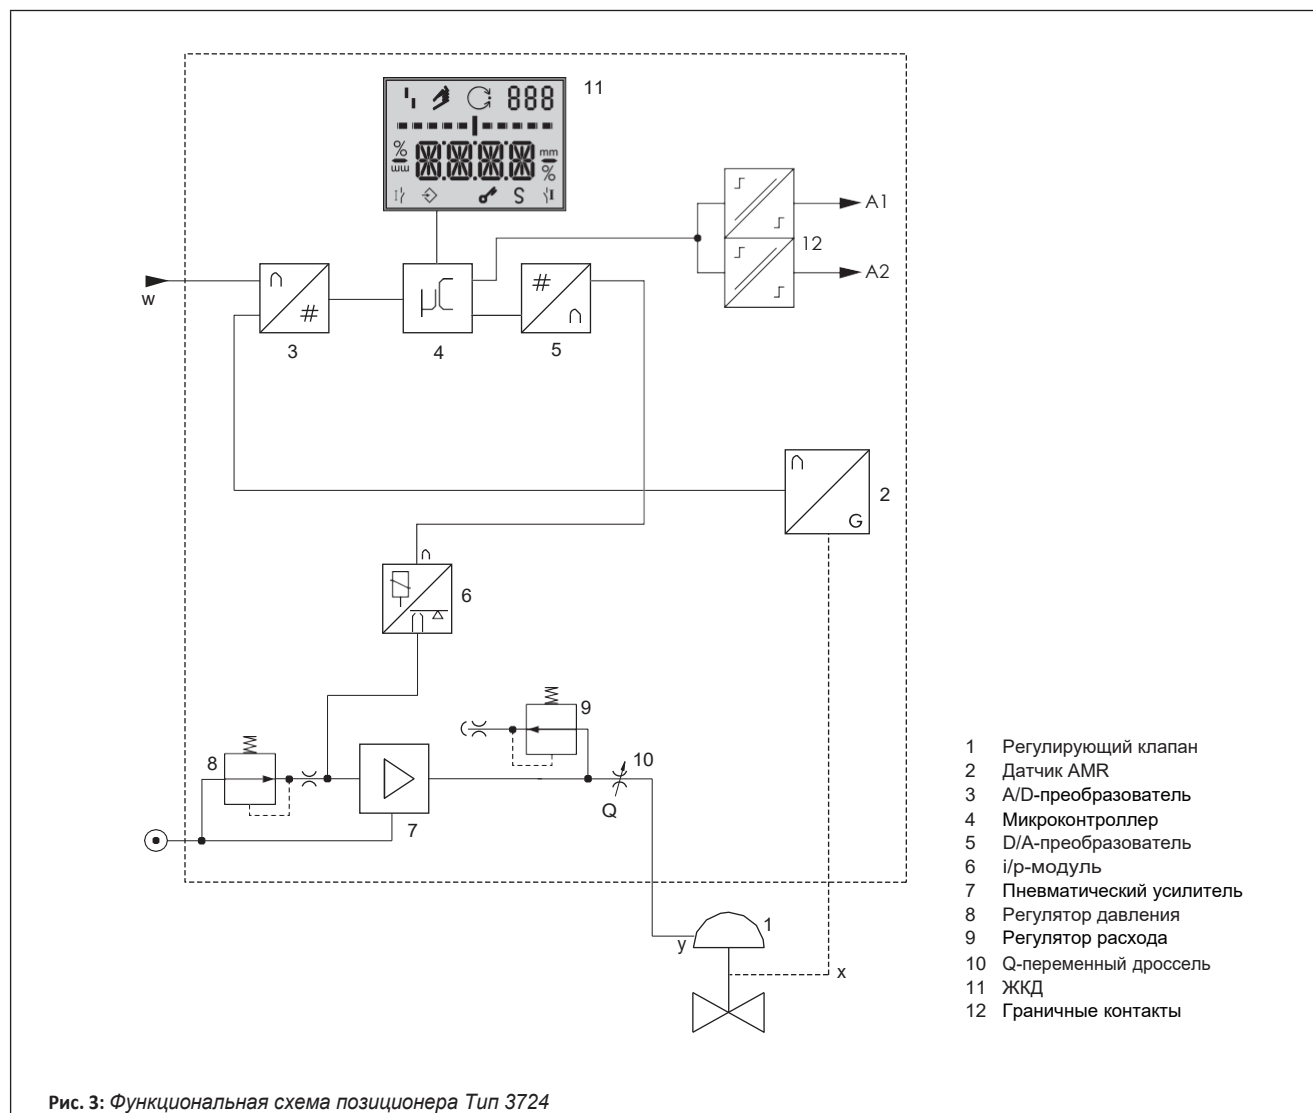 11
888
%
mm
mm
%
S
A1
12
A2
w
∩
#
3
µC
4
#
∩
5
∩
G
2
∩
6
9
8
10
Q
7
1
y
x
1 Регулирующий клапан
2 Датчик AMR
3 A/D-преобразователь
4 Микроконтроллер
5 D/A-преобразователь
6 i/p-модуль
7 Пневматический усилитель
8 Регулятор давления
9 Регулятор расхода
10 Q-переменный дроссель
11 ЖКД
12 Граничные контакты
Рис. 3: Функциональная схема позиционера Тип 3724